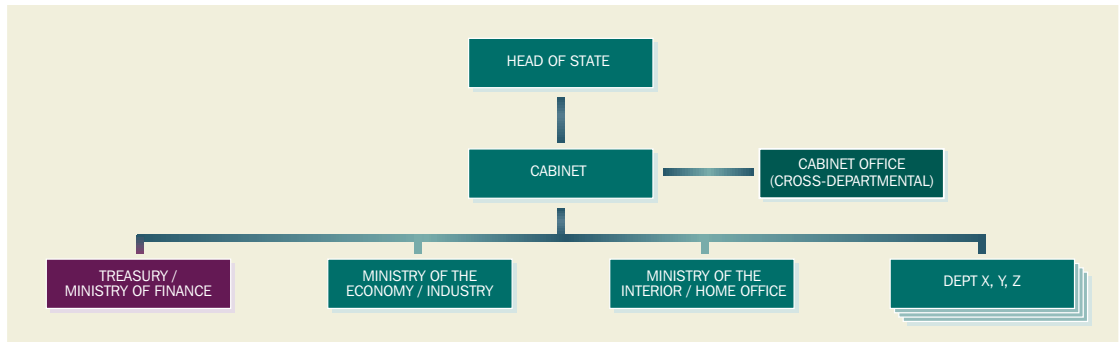 HEAD OF STATE
CABINET
CABINET OFFICE
(CROSS-DEPARTMENTAL)
TREASURY /
MINISTRY OF FINANCE
MINISTRY OF THE
ECONOMY / INDUSTRY
MINISTRY OF THE
INTERIOR / HOME OFFICE
DEPT X, Y, Z